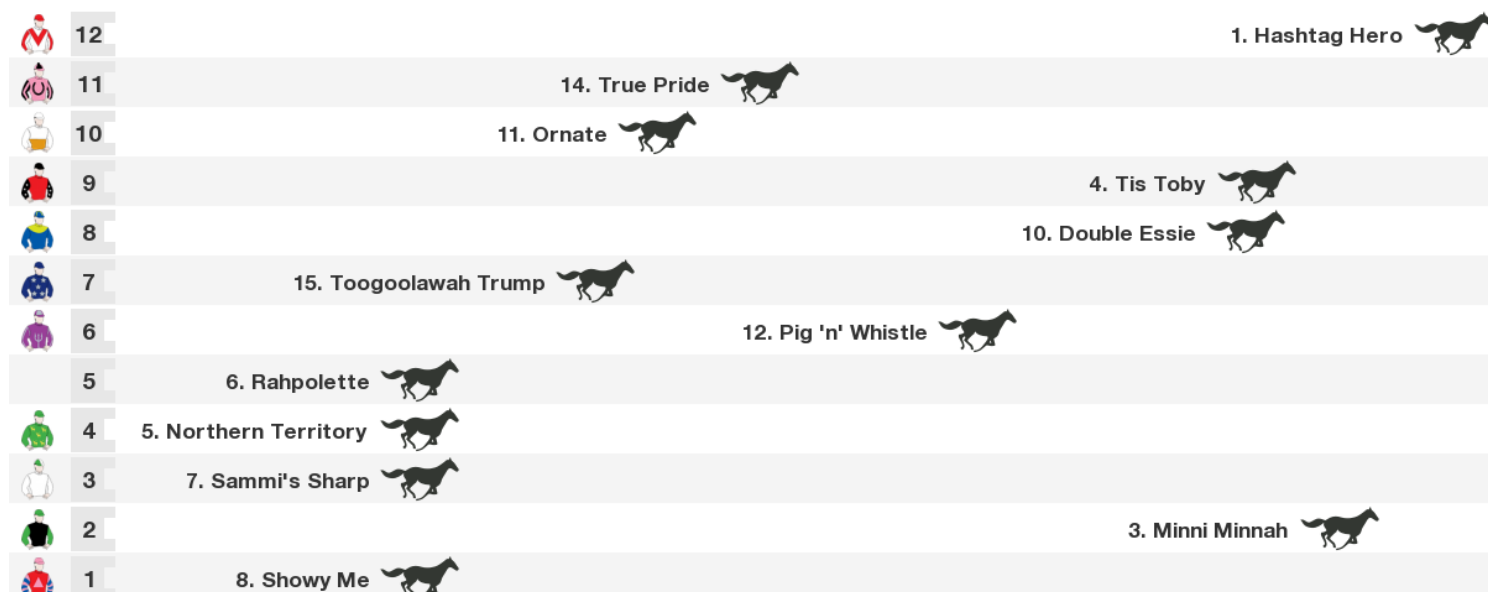 12 1. Hashtag Hero
11 14. True Pride
10 11. Ornate
9 4. Tis Toby
8 10. Double Essie
7 15. Toogoolawah Trump
6 12. Pig 'n' Whistle
5 6. Rahpolette
4 5. Northern Territory
3 7. Sammi's Sharp
2 3. Minni Minnah
1 8. Showy Me